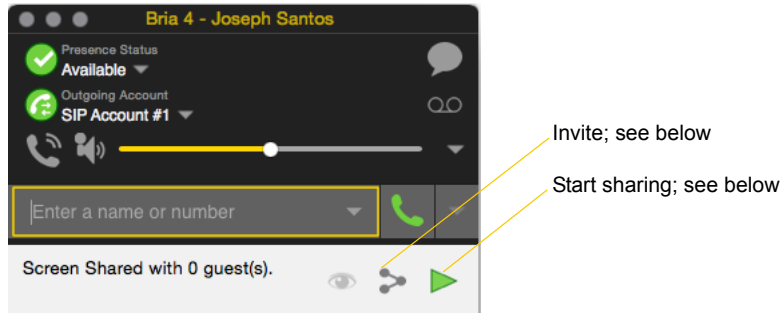 Bria 4 - Joseph Santos
Presence Status
Available
Outgoing Account
SIP Account #1
Enter a name or number
Screen Shared with 0 guest(s).
Invite; see below
Start sharing; see below